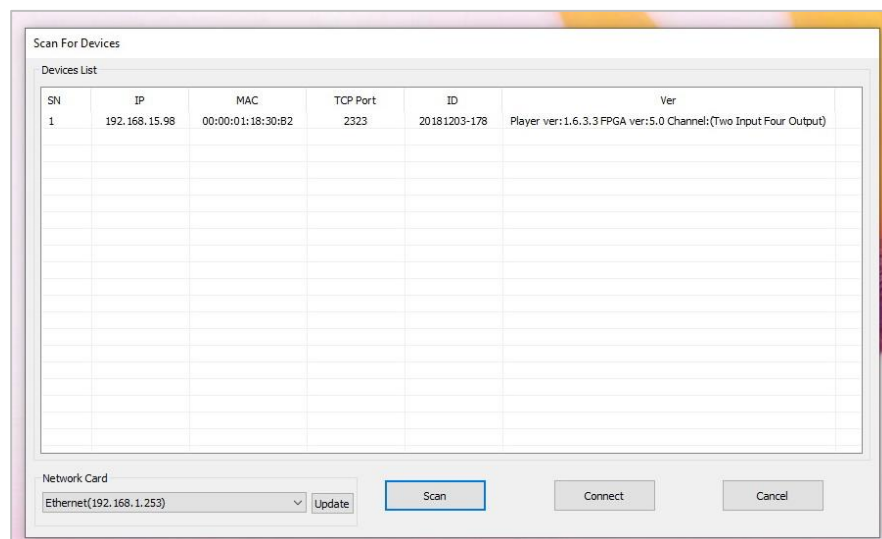 Scan For Devices
Devices List
SN IP MAC TCP Port ID Ver
1 192.168.15.98 00:00:01:18:30:B2 2323 20181203-178 Player ver:1.6.3.3 FPGA ver:5.0 Channel:(Two Input Four Output)
Network Card
Ethernet(192.168.1.253) Update Scan Connect Cancel